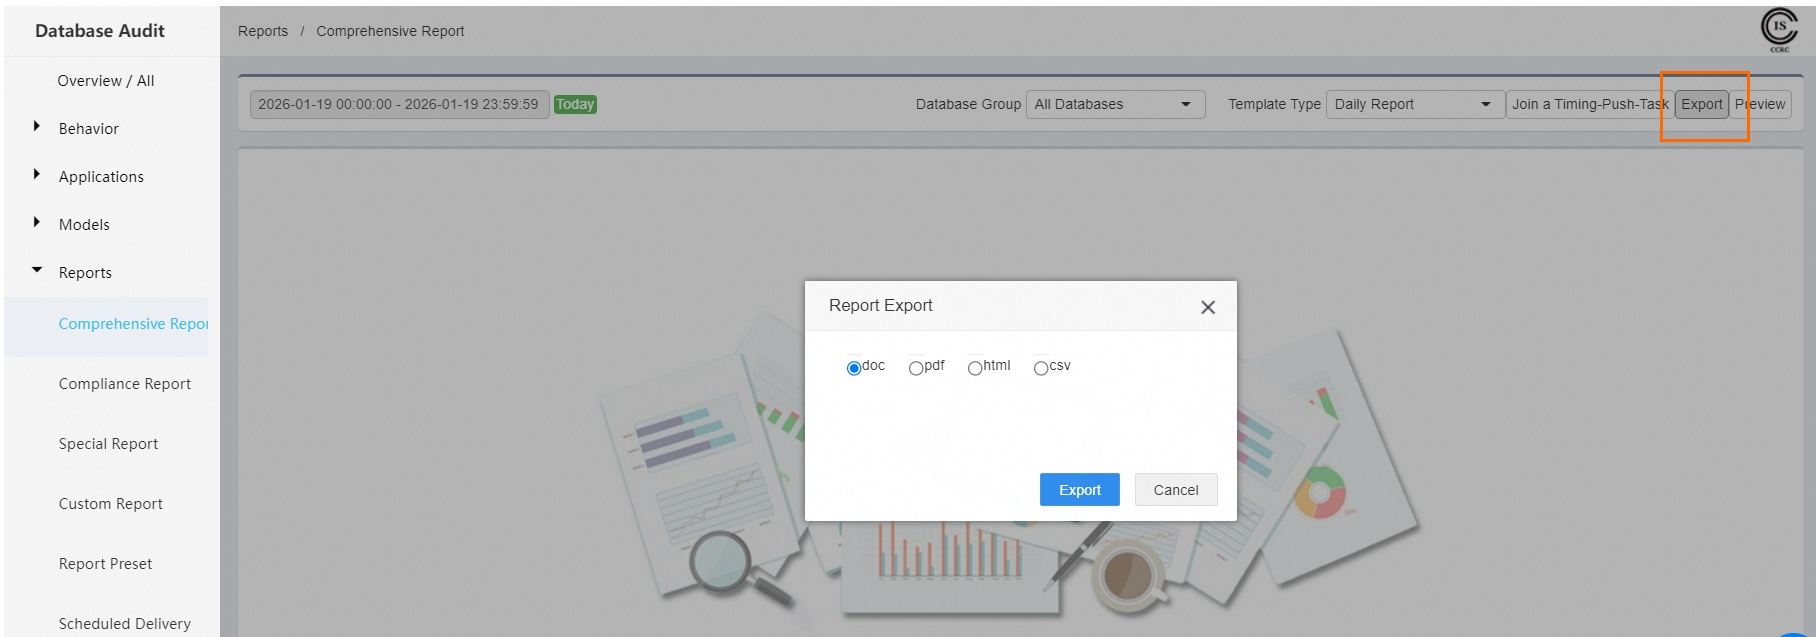 Database Audit
Reports / Comprehensive Report
IS
CCRC
Overview / All
2026-01-19 00:00:00 - 2026-01-19 23:59:59 Today Database Group All Databases Template Type Daily Report Join a Timing-Push-Task Export Preview
Behavior
Applications
Models
Reports
Comprehensive Repor
Compliance Report
Special Report
Custom Report
Report Preset
Scheduled Delivery
Report Export
doc pdf html csv
Export Cancel